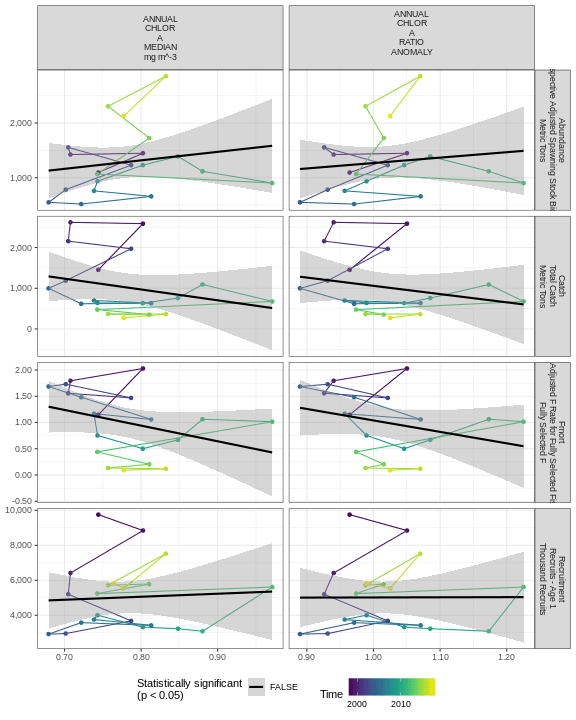 ANNUAL
CHLOR
A
MEDIAN
mg m^-3
ANNUAL
CHLOR
A
RATIO
ANOMALY
2,000
1,000
Abundance
Adjusted Spawning Stock
Metric Tons
2,000
1,000
0
Catch
Total Catch
Metric Tons
2.00
1.50
1.00
0.50
0.00
-0.50
Fmort
Adjusted F Rate for Fully Selected
Fully Selected F
10,000
8,000
6,000
4,000
Recruitment
Recruits - Age 1
Thousand Recruits
0.70 0.80 0.90
0.90 1.00 1.10 1.20
Statistically significant
(p < 0.05)
FALSE
Time
2000 2010